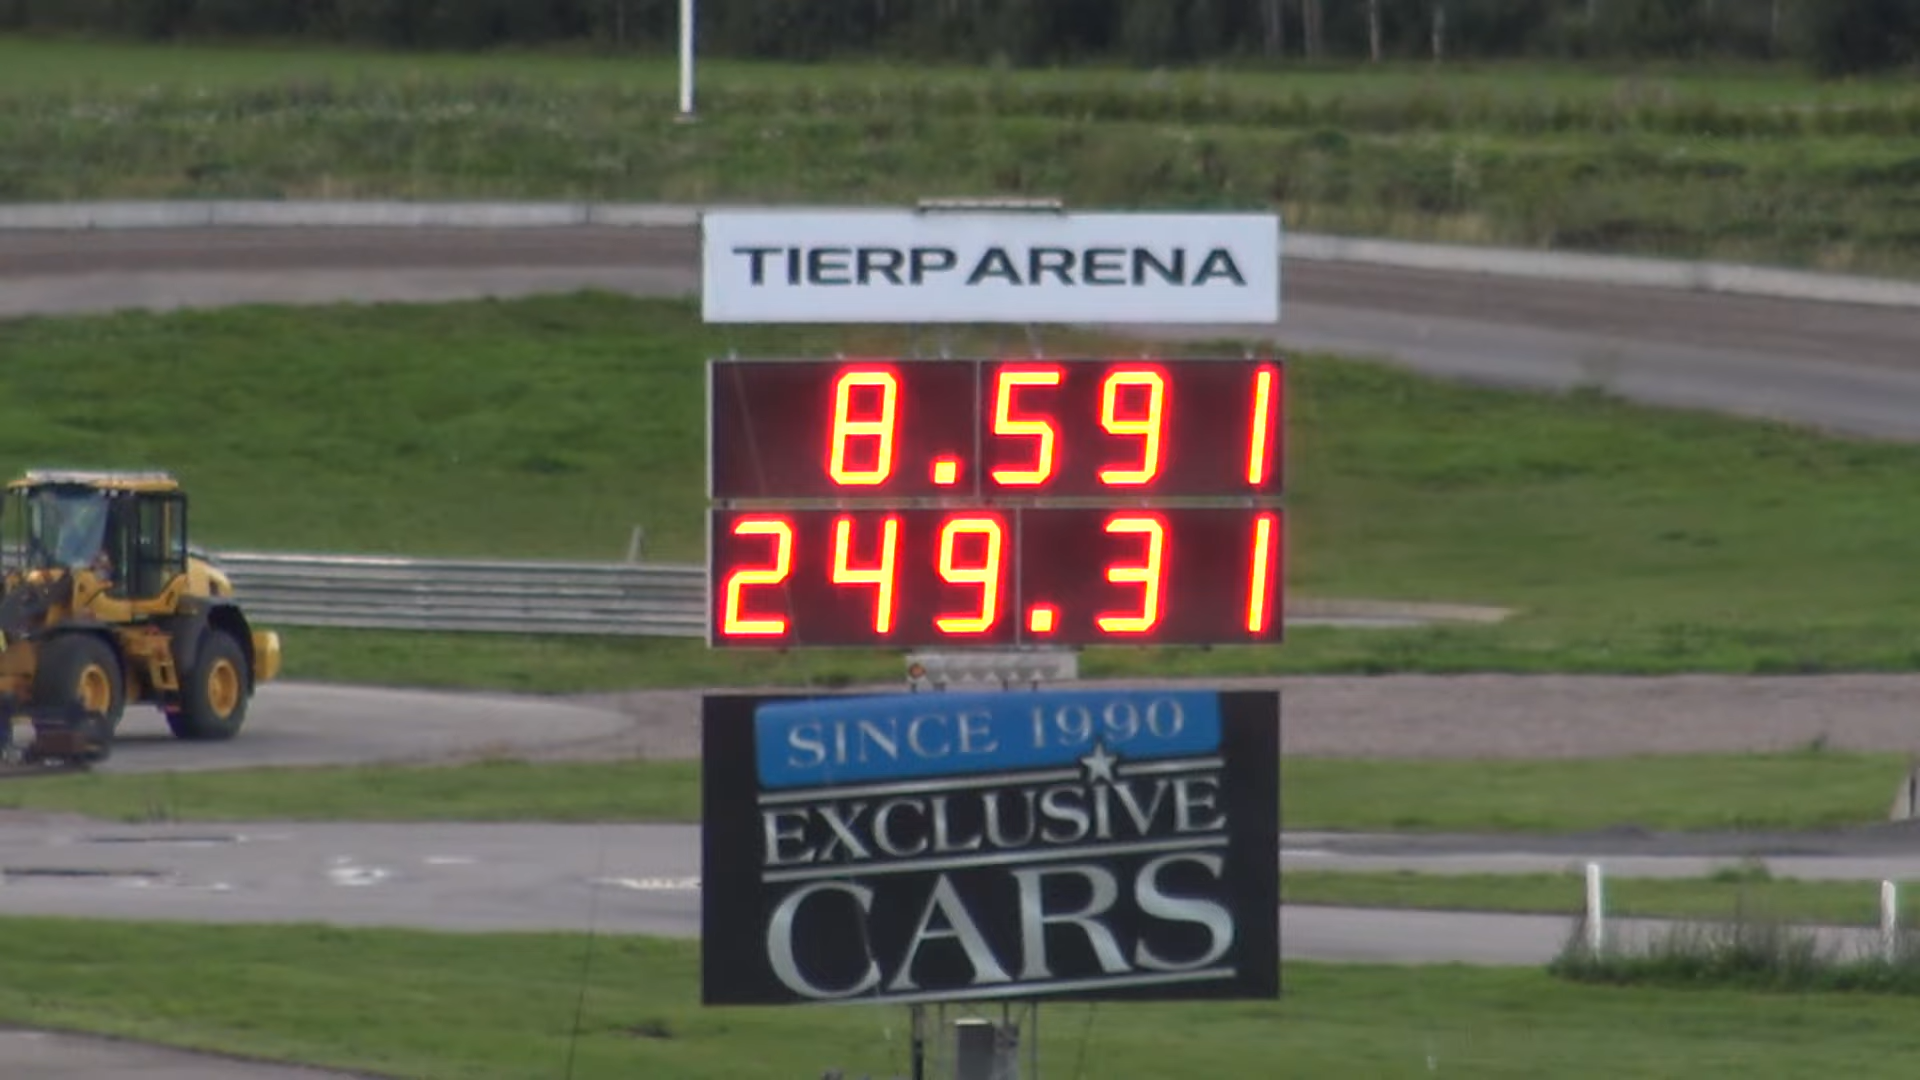 TIERP ARENA
8.591
249.31
SINCE 1990
EXCLUSIVE
CARS